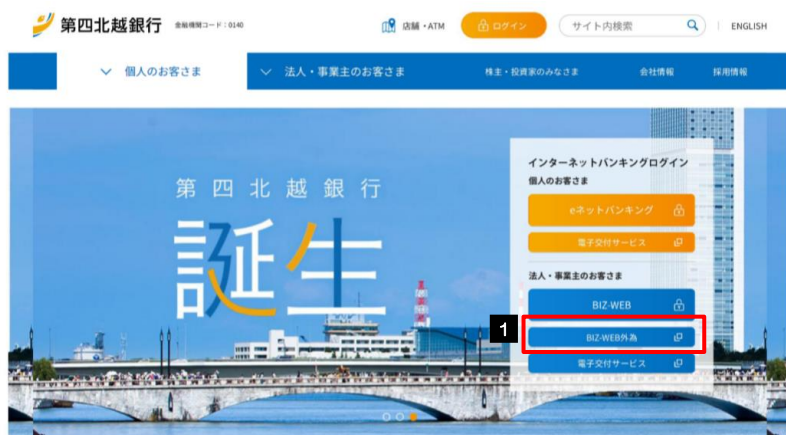 第四北越銀行 金融機関コード：0140
店舗・ATM
ログイン
サイト内検索
ENGLISH
個人のお客さま
法人・事業主のお客さま
株主・投資家のみなさま
会社情報
採用情報
第四北越銀行
誕生
インターネットバンキングログイン
個人のお客さま
eネットバンキング
電子交付サービス
法人・事業主のお客さま
BIZ-WEB
1
BIZ-WEB外為
電子交付サービス